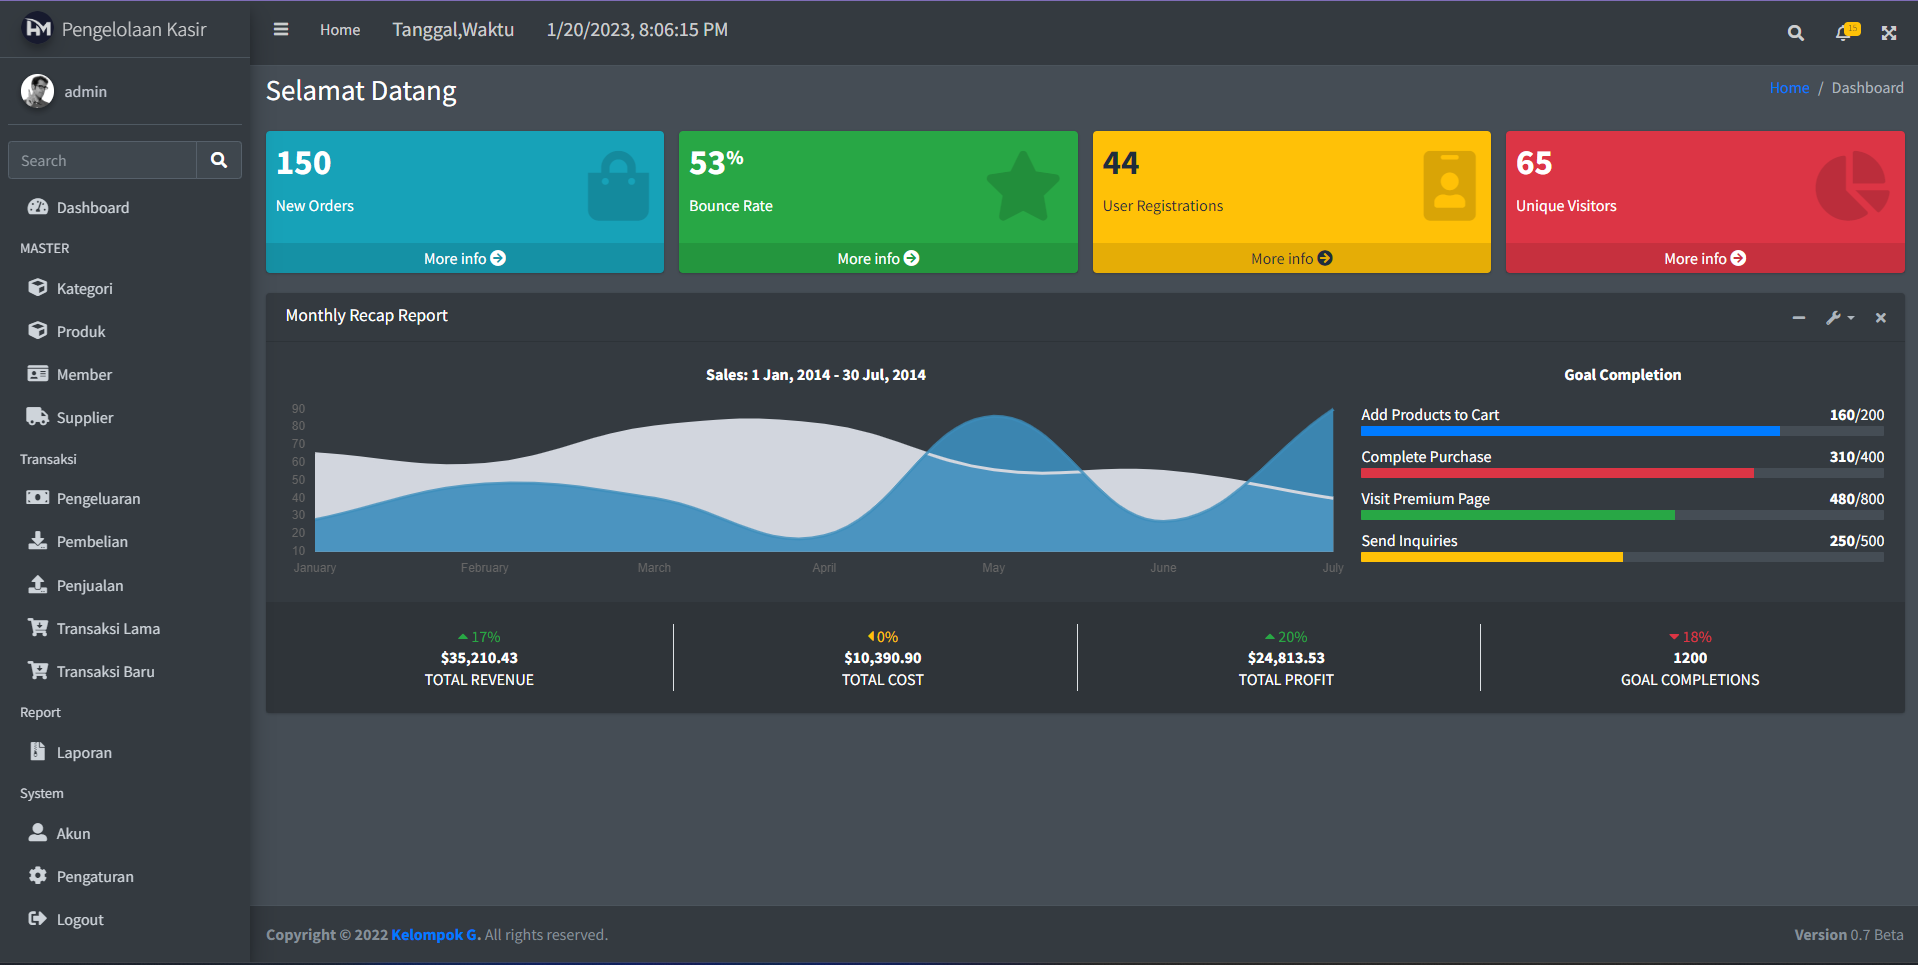 Pengelolaan Kasir
Home
Tanggal,Waktu
1/20/2023, 8:06:15 PM
15
admin
Search
Dashboard
MASTER
Kategori
Produk
Member
Supplier
Transaksi
Pengeluaran
Pembelian
Penjualan
Transaksi Lama
Transaksi Baru
Report
Laporan
System
Akun
Pengaturan
Logout
Selamat Datang
Home / Dashboard
150
New Orders
More info
53%
Bounce Rate
More info
44
User Registrations
More info
65
Unique Visitors
More info
Monthly Recap Report
Sales: 1 Jan, 2014 - 30 Jul, 2014
90
80
70
60
50
40
30
20
10
January February March April May June July
Goal Completion
Add Products to Cart 160/200
Complete Purchase 310/400
Visit Premium Page 480/800
Send Inquiries 250/500
17%
$35,210.43
TOTAL REVENUE
0%
$10,390.90
TOTAL COST
20%
$24,813.53
TOTAL PROFIT
18%
1200
GOAL COMPLETIONS
Copyright © 2022 Kelompok G. All rights reserved.
Version 0.7 Beta